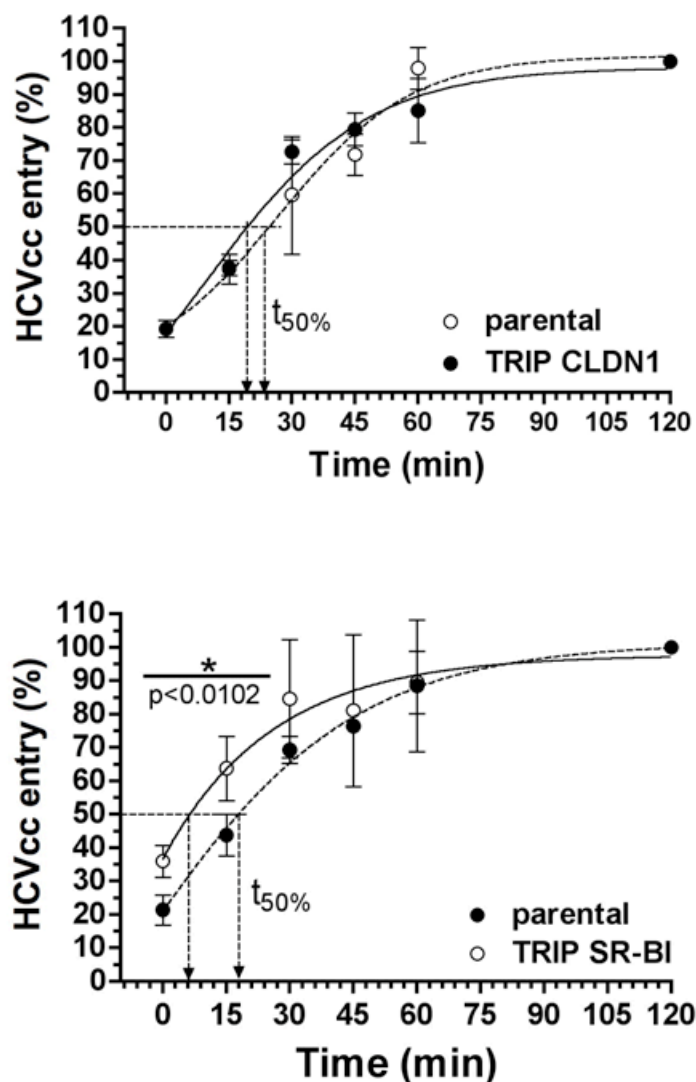 HCVcc entry (%)
110
100
90
80
70
60
50
40
30
20
10
0
t50%
parental
TRIP CLDN1
0 15 30 45 60 75 90 105 120
Time (min)
HCVcc entry (%)
110
100
90
80
70
60
50
40
30
20
10
0
*
p<0.0102
t50%
parental
TRIP SR-BI
0 15 30 45 60 75 90 105 120
Time (min)